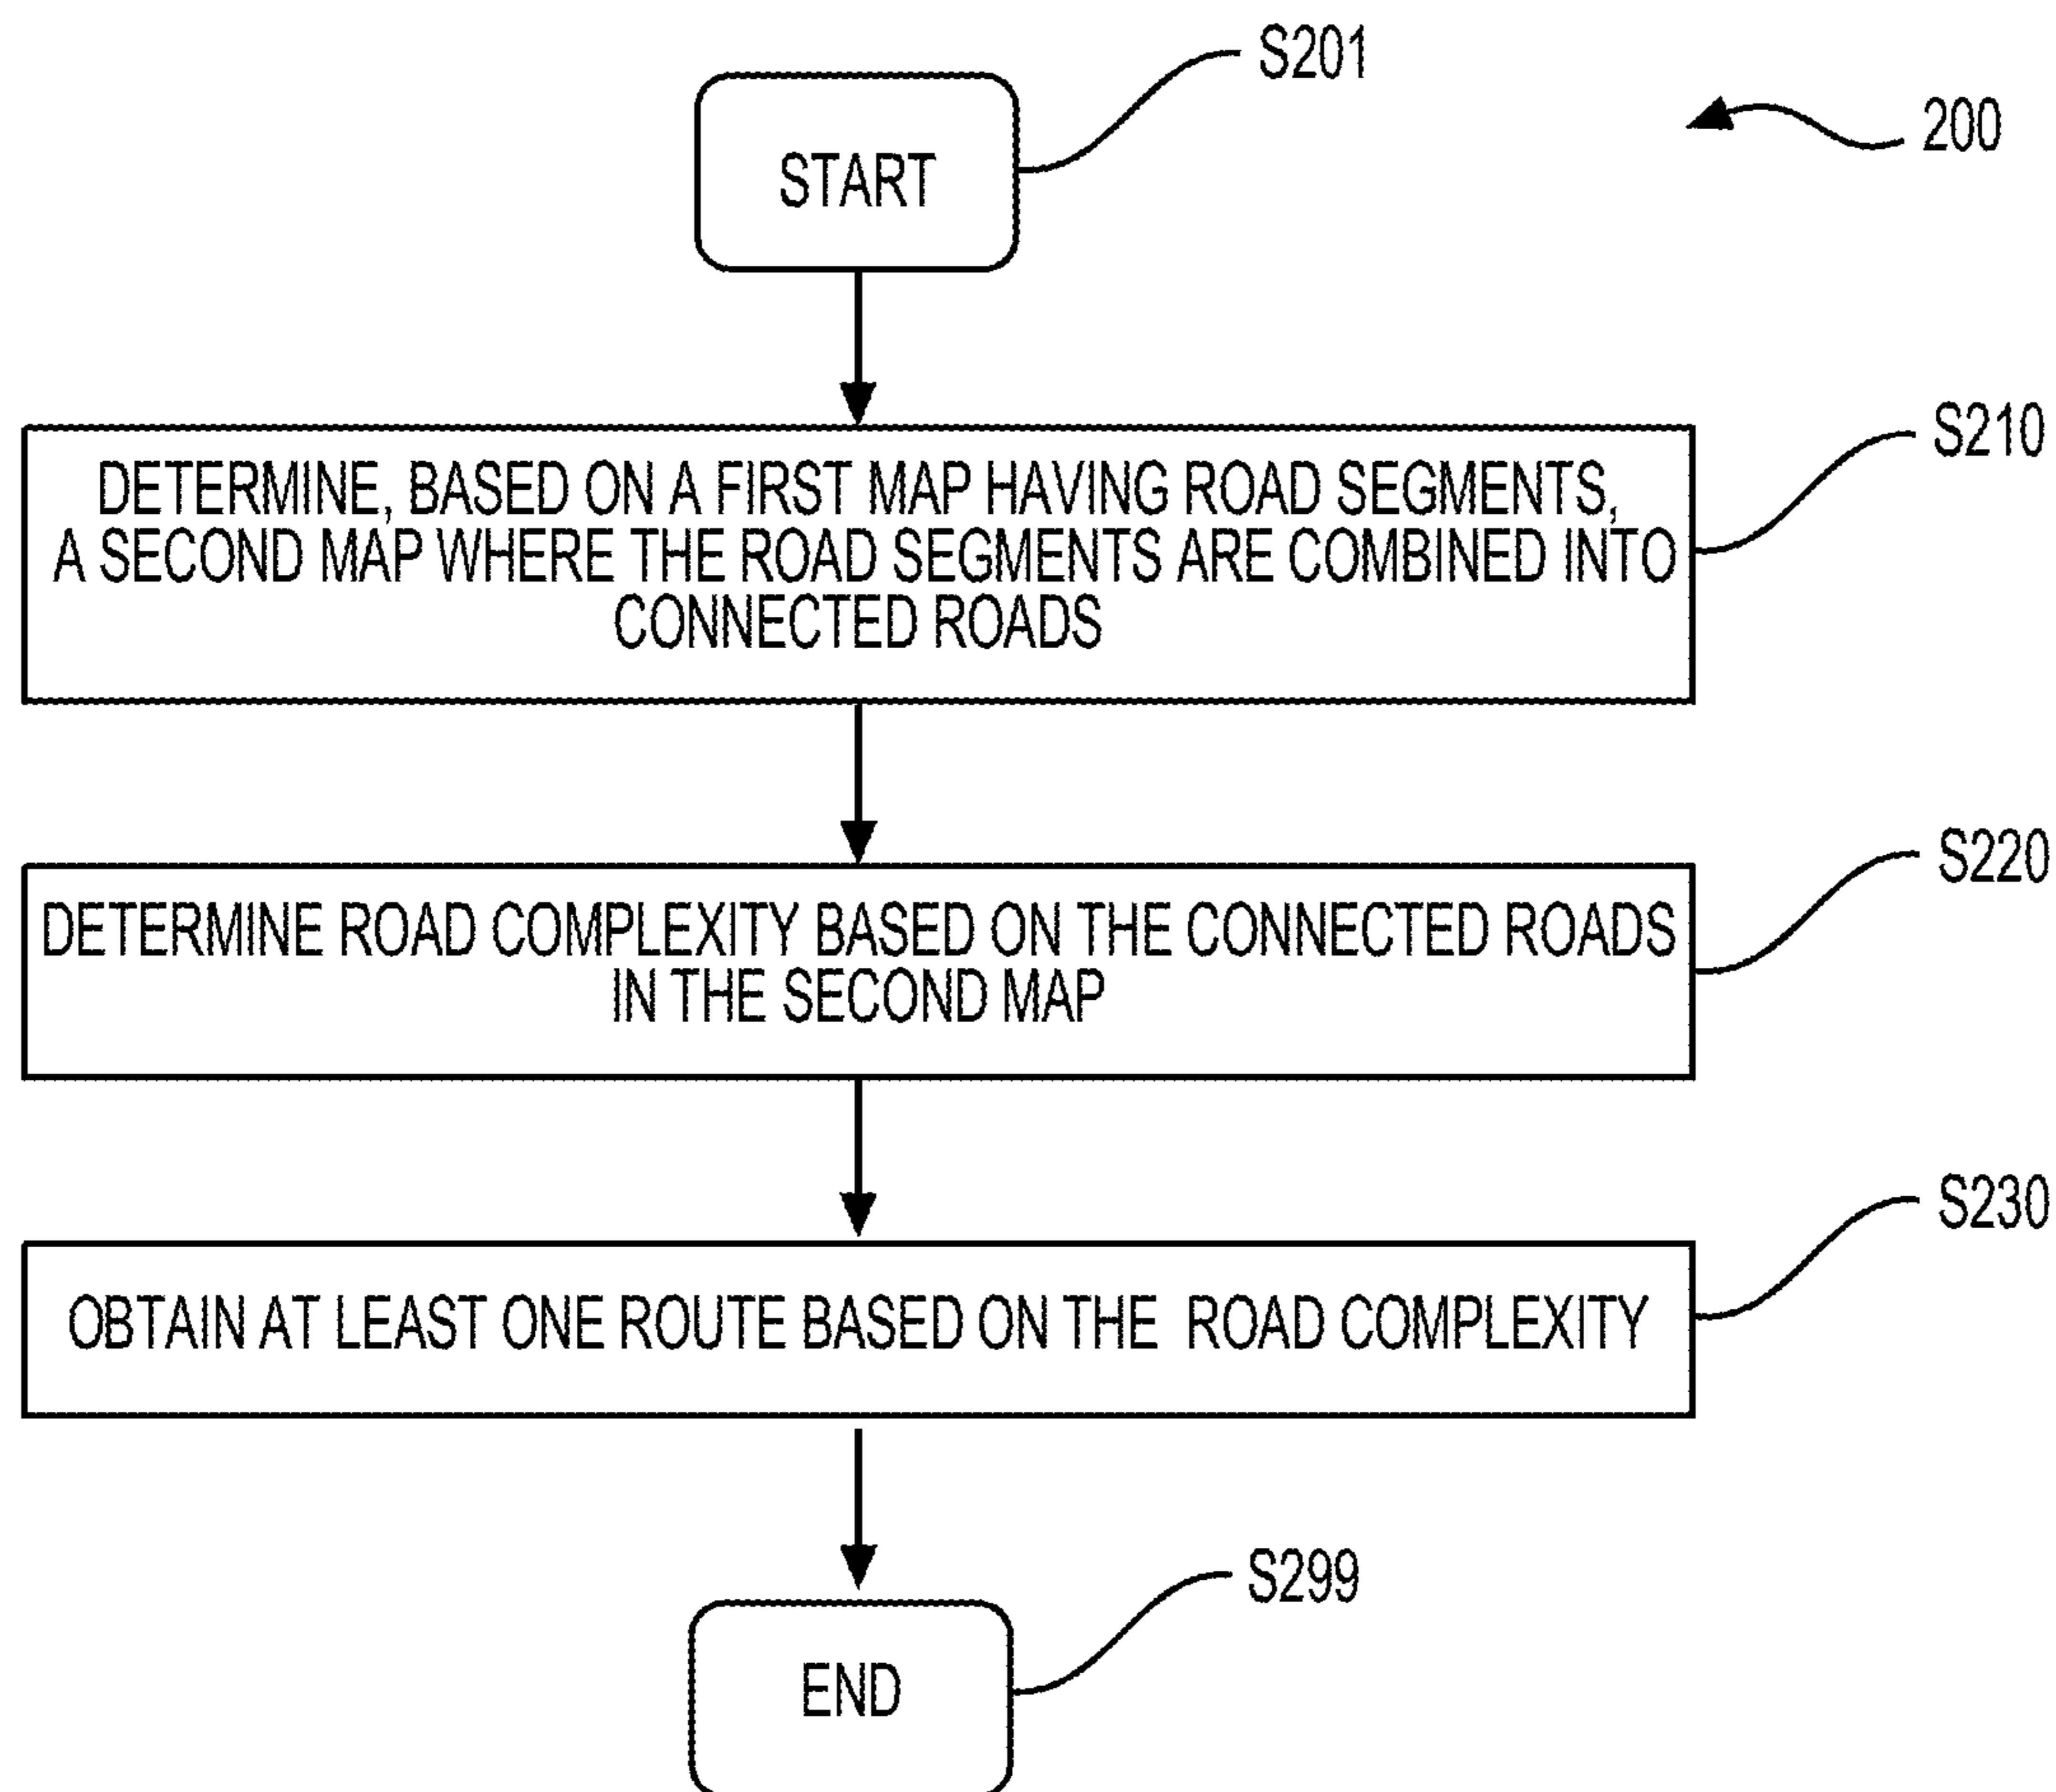 S201
200
START
S210
DETERMINE, BASED ON A FIRST MAP HAVING ROAD SEGMENTS,
A SECOND MAP WHERE THE ROAD SEGMENTS ARE COMBINED INTO
CONNECTED ROADS
S220
DETERMINE ROAD COMPLEXITY BASED ON THE CONNECTED ROADS
IN THE SECOND MAP
S230
OBTAIN AT LEAST ONE ROUTE BASED ON THE ROAD COMPLEXITY
S299
END